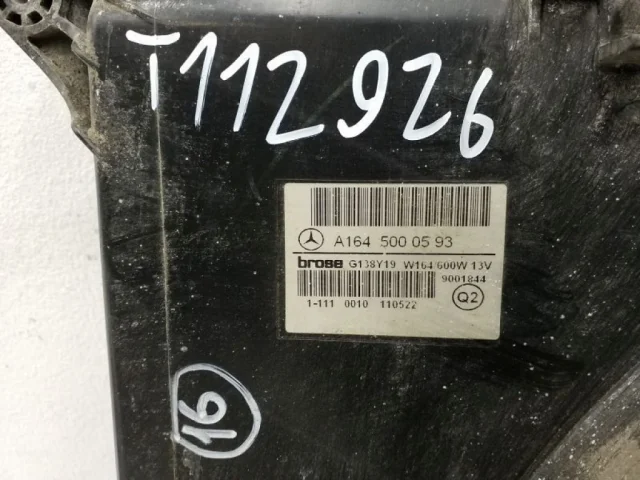 T112926
A164 500 05 93
brose G138Y19 W164/600W 13V
9001844
1-111 0010 110522
Q2
16